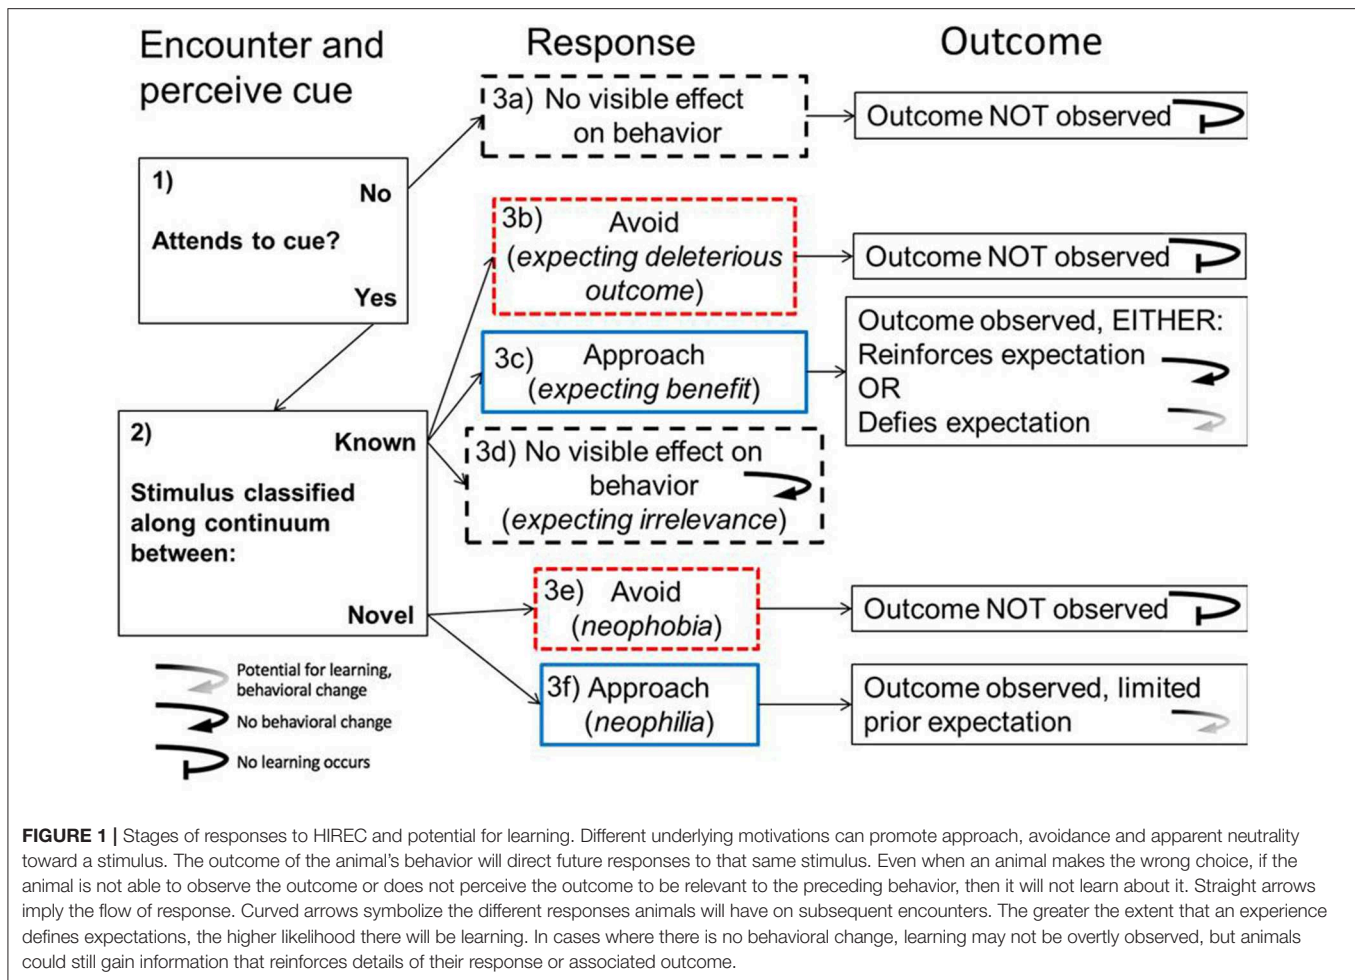 Encounter and
perceive cue
Response
Outcome
1)
No
Attends to cue?
Yes
2)
Known
Stimulus classified
along continuum
between:
Novel
3a) No visible effect
on behavior
Outcome NOT observed
3b)
Avoid
(expecting deleterious
outcome)
Outcome NOT observed
3c)
Approach
(expecting benefit)
Outcome observed, EITHER:
Reinforces expectation
OR
Defies expectation
3d) No visible effect on
behavior
(expecting irrelevance)
3e)
Avoid
(neophobia)
Outcome NOT observed
3f) Approach
(neophilia)
Outcome observed, limited
prior expectation
Potential for learning,
behavioral change
No behavioral change
No learning occurs
FIGURE 1 | Stages of responses to HIREC and potential for learning. Different underlying motivations can promote approach, avoidance and apparent neutrality
toward a stimulus. The outcome of the animal's behavior will direct future responses to that same stimulus. Even when an animal makes the wrong choice, if the
animal is not able to observe the outcome or does not perceive the outcome to be relevant to the preceding behavior, then it will not learn about it. Straight arrows
imply the flow of response. Curved arrows symbolize the different responses animals will have on subsequent encounters. The greater the extent that an experience
defines expectations, the higher likelihood there will be learning. In cases where there is no behavioral change, learning may not be overtly observed, but animals
could still gain information that reinforces details of their response or associated outcome.